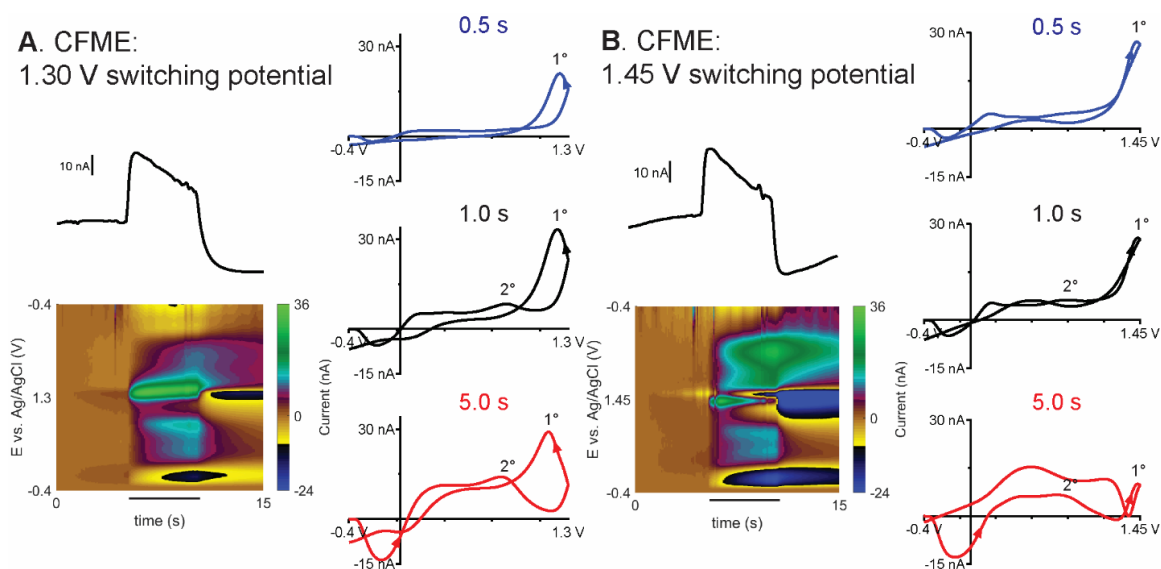 A. CFME:
1.30 V switching potential
10 nA
-0.4
1.3
-0.4
E vs. Ag/AgCl (V)
0
15
time (s)
36
0
-24
Current (nA)
0.5 s
30 nA
1°
-0.4 V
1.3 V
-15 nA
1.0 s
30 nA
1°
2°
-0.4 V
1.3 V
-15 nA
5.0 s
30 nA
1°
2°
-0.4 V
1.3 V
-15 nA
B. CFME:
1.45 V switching potential
10 nA
-0.4
1.45
-0.4
E vs. Ag/AgCl (V)
0
15
time (s)
36
0
-24
Current (nA)
0.5 s
30 nA
1°
-0.4 V
1.45 V
-15 nA
1.0 s
30 nA
1°
2°
-0.4 V
1.45 V
-15 nA
5.0 s
30 nA
1°
2°
-0.4 V
1.45 V
-15 nA